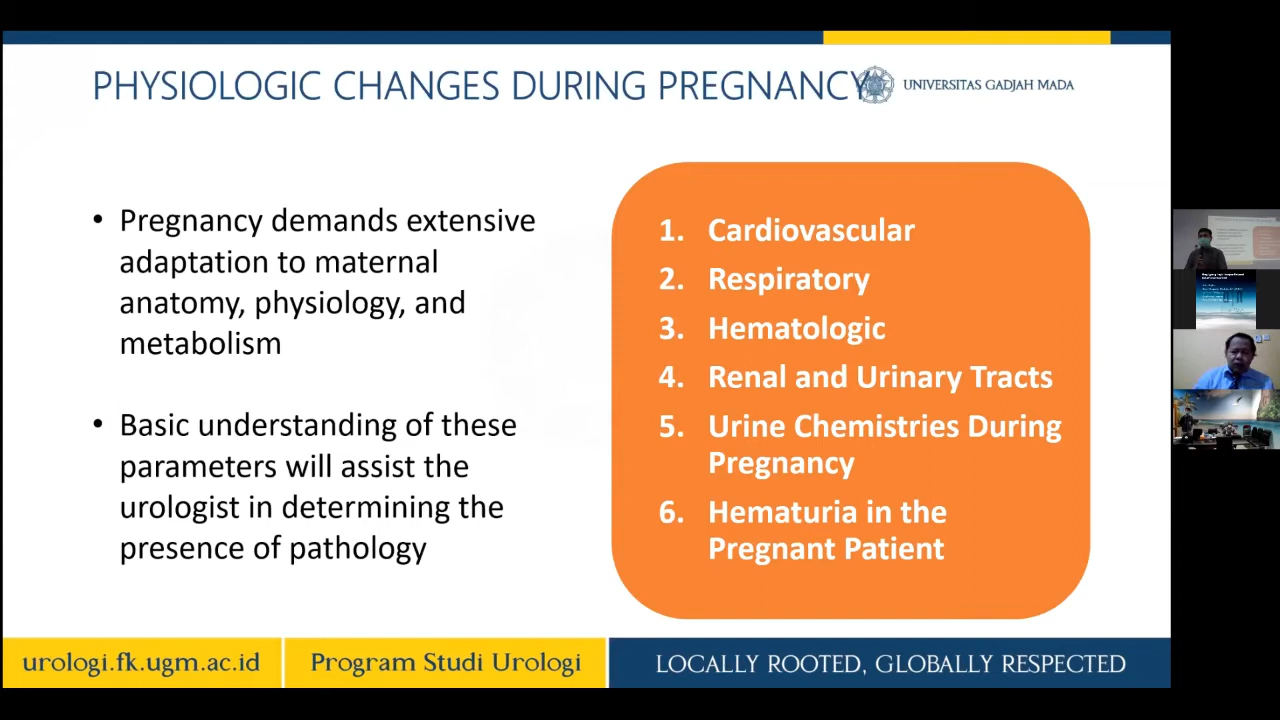 PHYSIOLOGIC CHANGES DURING PREGNANCY
UNIVERSITAS GADJAH MADA
• Pregnancy demands extensive
adaptation to maternal
anatomy, physiology, and
metabolism
• Basic understanding of these
parameters will assist the
urologist in determining the
presence of pathology
1. Cardiovascular
2. Respiratory
3. Hematologic
4. Renal and Urinary Tracts
5. Urine Chemistries During
Pregnancy
6. Hematuria in the
Pregnant Patient
urologi.fk.ugm.ac.id
Program Studi Urologi
LOCALLY ROOTED, GLOBALLY RESPECTED